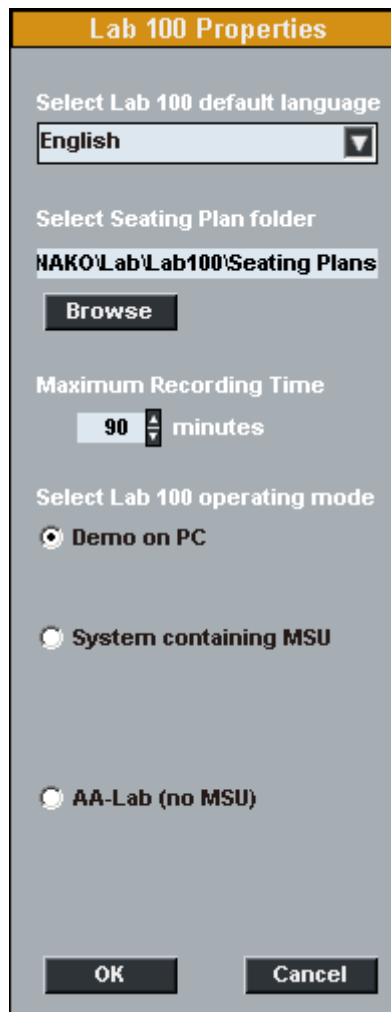 Lab 100 Properties
Select Lab 100 default language
English
Select Seating Plan folder
NAKO\Lab\Lab100\Seating Plans
Browse
Maximum Recording Time
90 minutes
Select Lab 100 operating mode
Demo on PC
System containing MSU
AA-Lab (no MSU)
OK Cancel